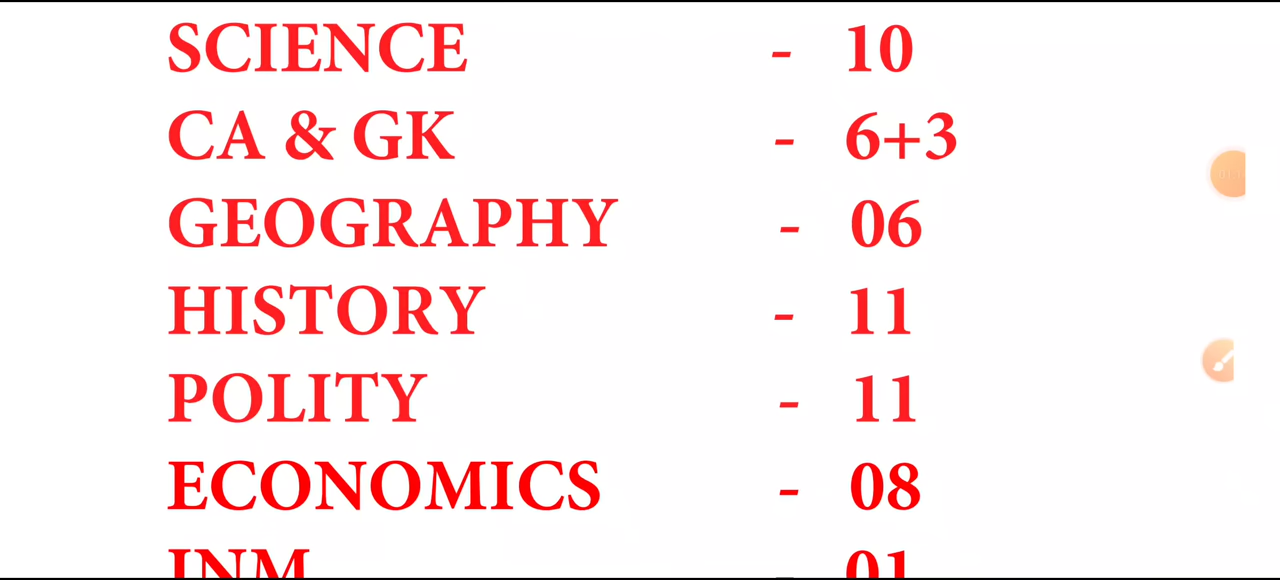 SCIENCE - 10
CA & GK - 6+3
GEOGRAPHY - 06
HISTORY - 11
POLITY - 11
ECONOMICS - 08
INM - 01